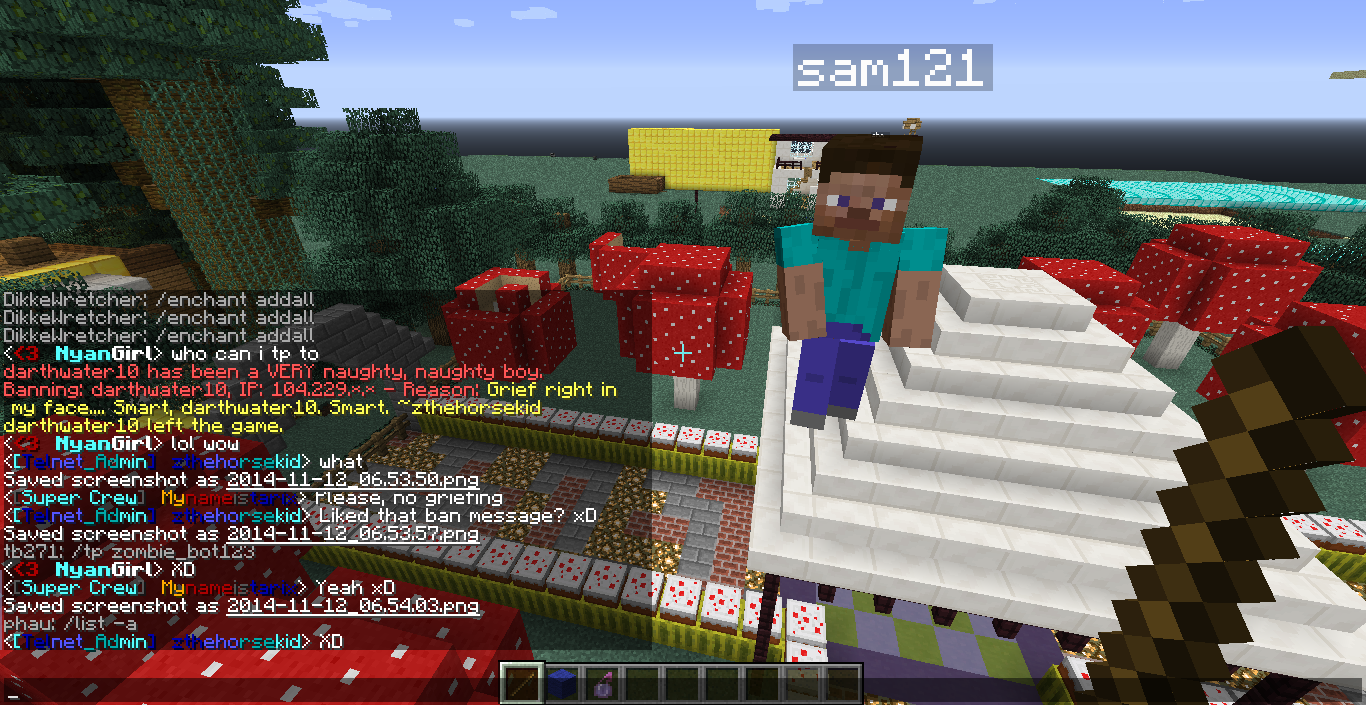 sam121
DikkeWretcher: /enchant addall
DikkeWretcher: /enchant addall
DikkeWretcher: /enchant addall
<<3 NyanGirl> who can i tp to
darthwater10 has been a VERY naughty, naughty boy.
Banning: darthwater10, IP: 104.229.*.* - Reason: Grief right in
my face.... Smart, darthwater10. Smart. ~zthehorsekid
darthwater10 left the game.
<<3 NyanGirl> lol wow
<[Telnet_Admin] zthehorsekid> what
Saved screenshot as 2014-11-12_06.53.50.png
<[Super Crew] Mynameistarix> Please, no griefing
<[Telnet_Admin] zthehorsekid> Liked that ban message? xD
Saved screenshot as 2014-11-12_06.53.57.png
tb271: /tp zombie_bot123
<<3 NyanGirl> XD
<[Super Crew] Mynameistarix> Yeah xD
Saved screenshot as 2014-11-12_06.54.03.png
phau: /list -a
<[Telnet_Admin] zthehorsekid> XD
_